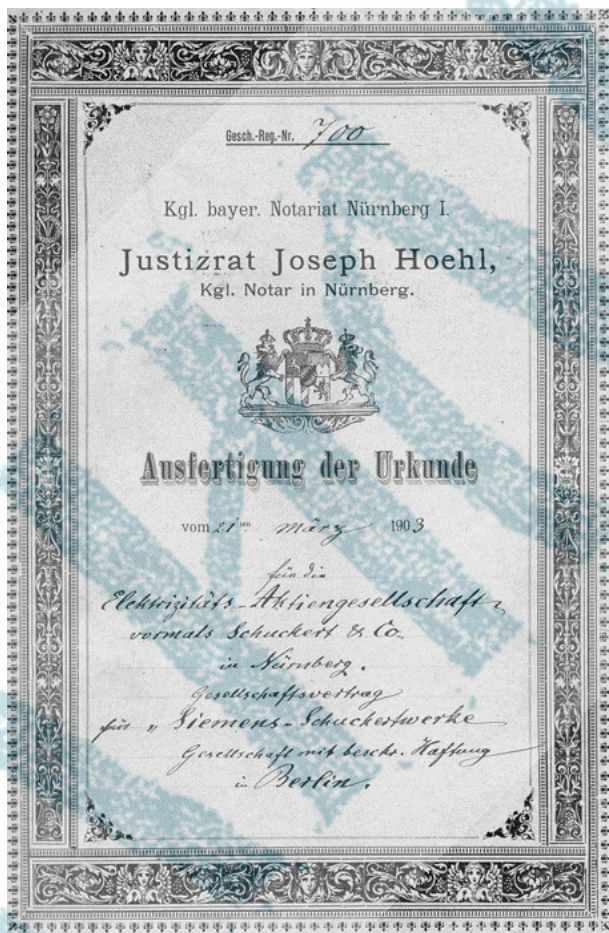 Gesch.-Reg.-Nr. 700
Kgl. bayer. Notariat Nürnberg I.
Justizrat Joseph Hoehl,
Kgl. Notar in Nürnberg.
Ausfertigung der Urkunde
vom 21ten März 1903
für die
Elektrizitäts-Aktiengesellschaft
vormals Schuckert & Co.
in Nürnberg.
Gesellschaftsvertrag
für "Siemens-Schuckertwerke
Gesellschaft mit beschr. Haftung
in Berlin.